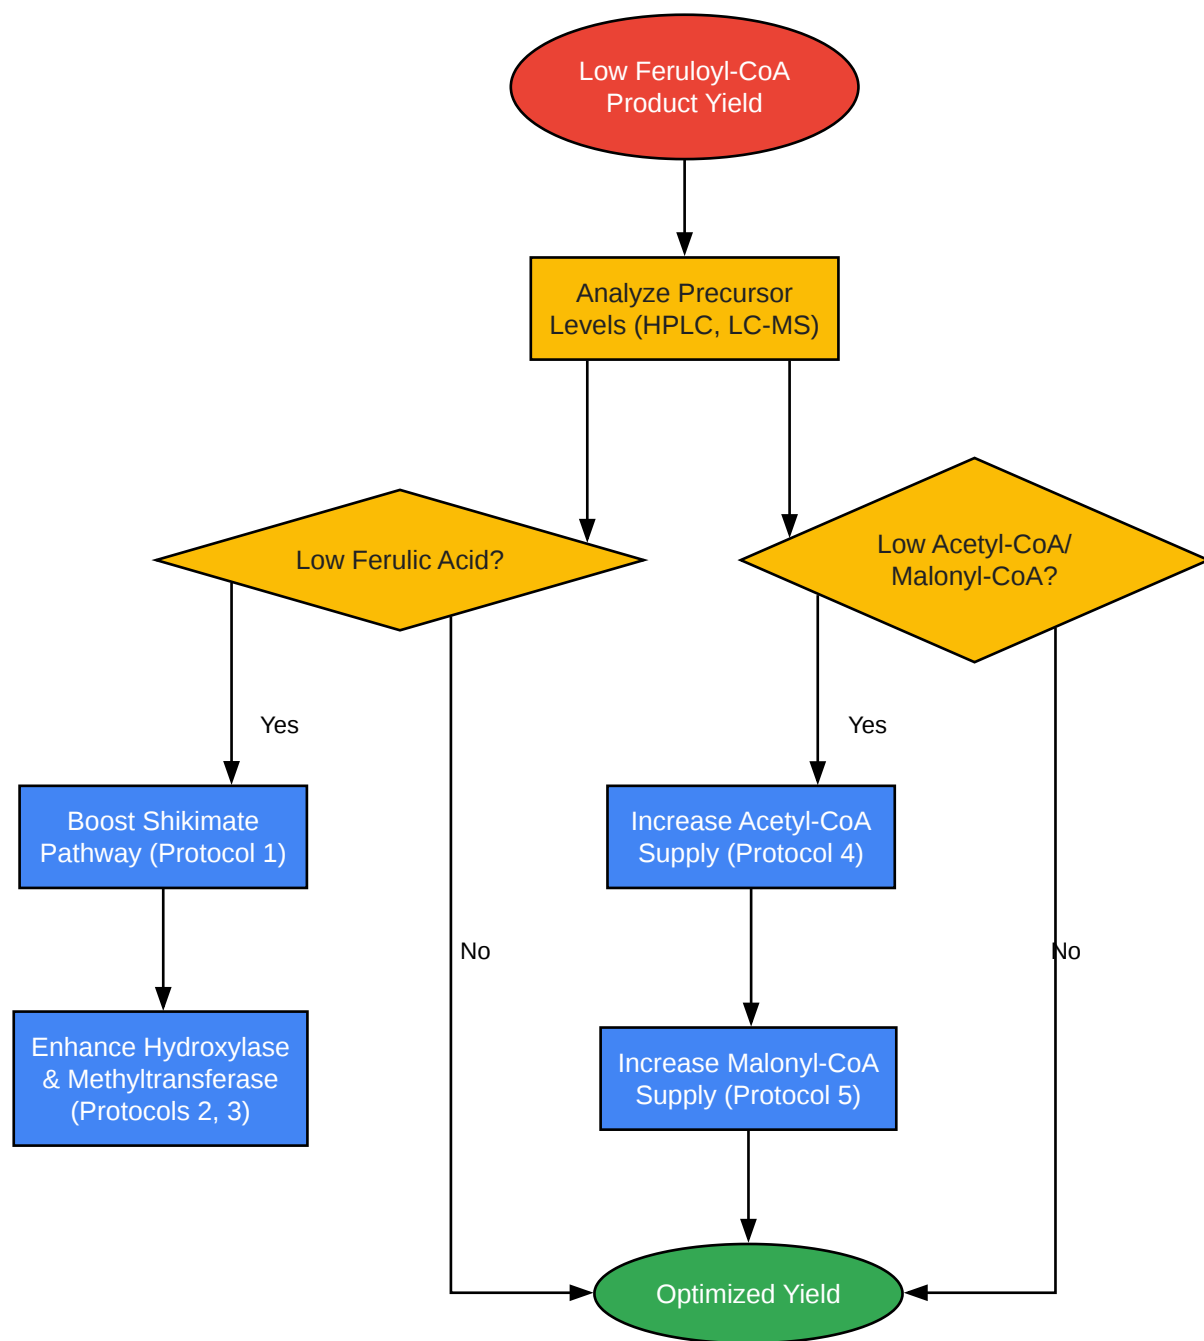 Low Feruloyl-CoA
Product Yield
Analyze Precursor
Levels (HPLC, LC-MS)
Low Ferulic Acid?
Low Acetyl-CoA/
Malonyl-CoA?
Yes
Yes
Boost Shikimate
Pathway (Protocol 1)
Increase Acetyl-CoA
Supply (Protocol 4)
No
No
Enhance Hydroxylase
& Methyltransferase
(Protocols 2, 3)
Increase Malonyl-CoA
Supply (Protocol 5)
Optimized Yield